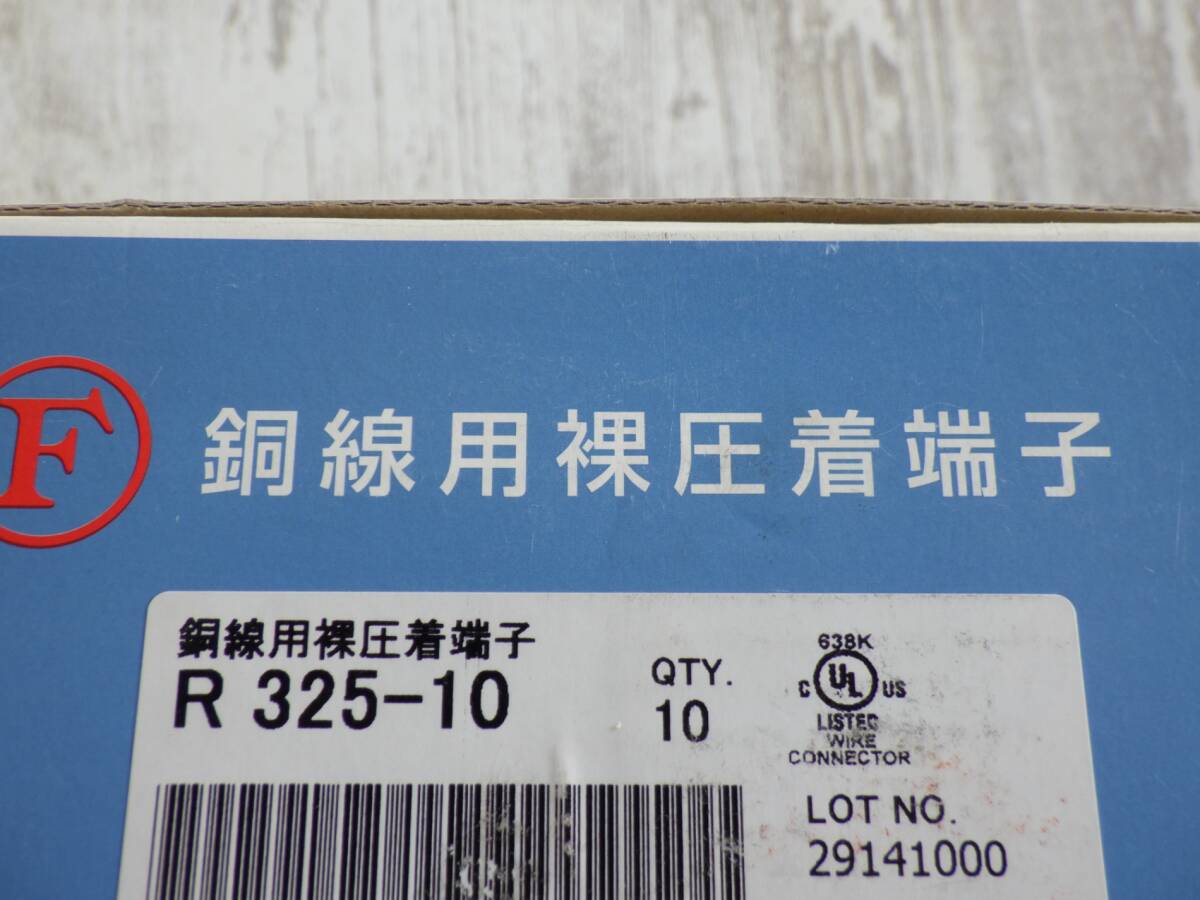 F
銅線用裸圧着端子
銅線用裸圧着端子
R 325-10
QTY.
10
638K
C UL US
LISTED
WIRE
CONNECTOR
LOT NO.
29141000